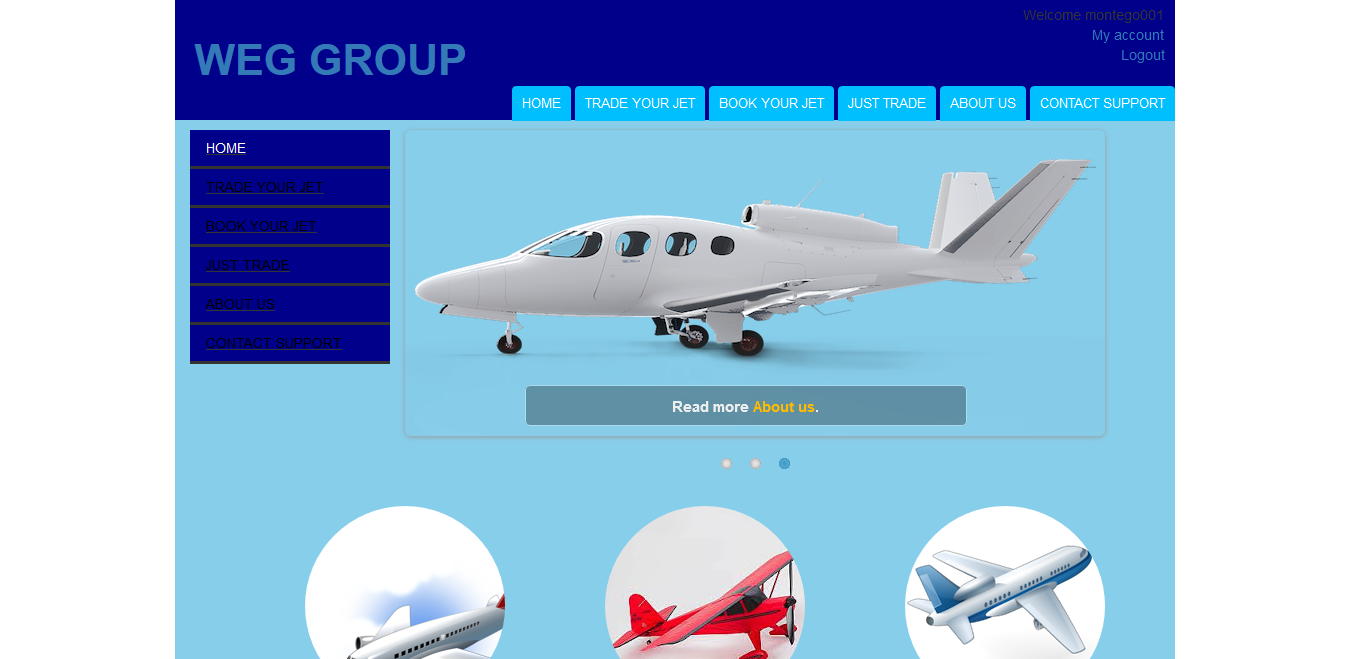 Welcome montego001
My account
Logout
WEG GROUP
HOME TRADE YOUR JET BOOK YOUR JET JUST TRADE ABOUT US CONTACT SUPPORT
HOME
TRADE YOUR JET
BOOK YOUR JET
JUST TRADE
ABOUT US
CONTACT SUPPORT
Read more About us.